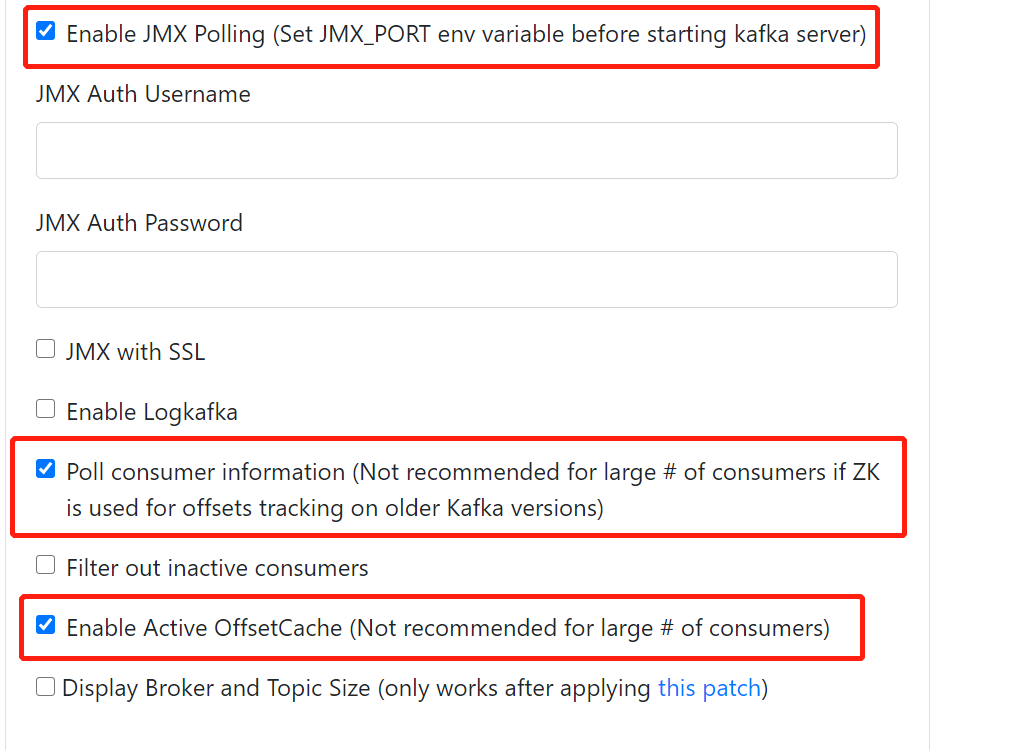 Enable JMX Polling (Set JMX_PORT env variable before starting kafka server)
JMX Auth Username
JMX Auth Password
JMX with SSL
Enable Logkafka
Poll consumer information (Not recommended for large # of consumers if ZK
is used for offsets tracking on older Kafka versions)
Filter out inactive consumers
Enable Active OffsetCache (Not recommended for large # of consumers)
Display Broker and Topic Size (only works after applying this patch)